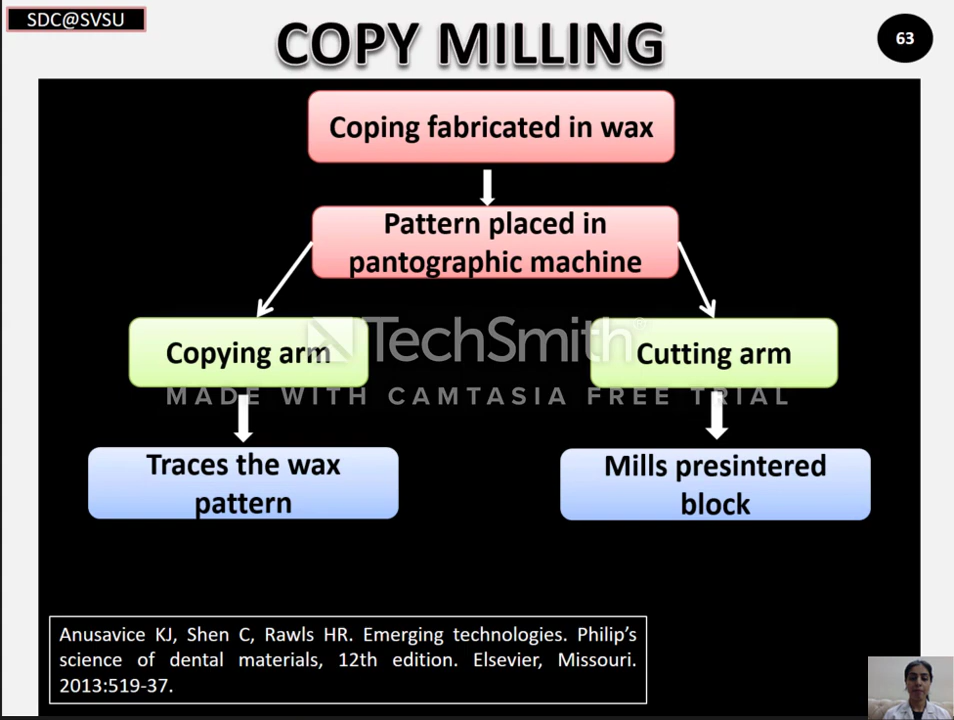 SDC@SVSU
COPY MILLING
63
Coping fabricated in wax
Pattern placed in
pantographic machine
Copying arm
Cutting arm
TechSmith®
MADE WITH CAMTASIA FREE TRIAL
Traces the wax
pattern
Mills presintered
block
Anusavice KJ, Shen C, Rawls HR. Emerging technologies. Philip's
science of dental materials, 12th edition. Elsevier, Missouri.
2013:519-37.